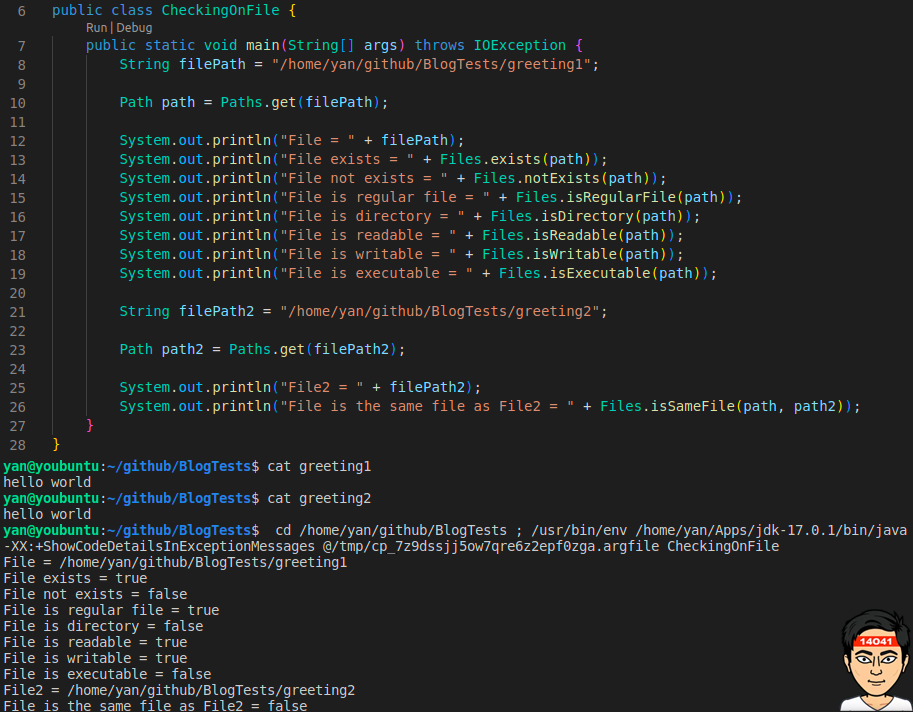 6 public class CheckingOnFile {
Run | Debug
7 public static void main(String[] args) throws IOException {
8 String filePath = "/home/yan/github/BlogTests/greeting1";
9
10 Path path = Paths.get(filePath);
11
12 System.out.println("File = " + filePath);
13 System.out.println("File exists = " + Files.exists(path));
14 System.out.println("File not exists = " + Files.notExists(path));
15 System.out.println("File is regular file = " + Files.isRegularFile(path));
16 System.out.println("File is directory = " + Files.isDirectory(path));
17 System.out.println("File is readable = " + Files.isReadable(path));
18 System.out.println("File is writable = " + Files.isWritable(path));
19 System.out.println("File is executable = " + Files.isExecutable(path));
20
21 String filePath2 = "/home/yan/github/BlogTests/greeting2";
22
23 Path path2 = Paths.get(filePath2);
24
25 System.out.println("File2 = " + filePath2);
26 System.out.println("File is the same file as File2 = " + Files.isSameFile(path, path2));
27 }
28 }
yan@youbuntu:~/github/BlogTests$ cat greeting1
hello world
yan@youbuntu:~/github/BlogTests$ cat greeting2
hello world
yan@youbuntu:~/github/BlogTests$  cd /home/yan/github/BlogTests ; /usr/bin/env /home/yan/Apps/jdk-17.0.1/bin/java
-XX:+ShowCodeDetailsInExceptionMessages @/tmp/cp_7z9dssjj5ow7qre6z2epf0zga.argfile CheckingOnFile
File = /home/yan/github/BlogTests/greeting1
File exists = true
File not exists = false
File is regular file = true
File is directory = false
File is readable = true
File is writable = true
File is executable = false
File2 = /home/yan/github/BlogTests/greeting2
File is the same file as File2 = false
14041